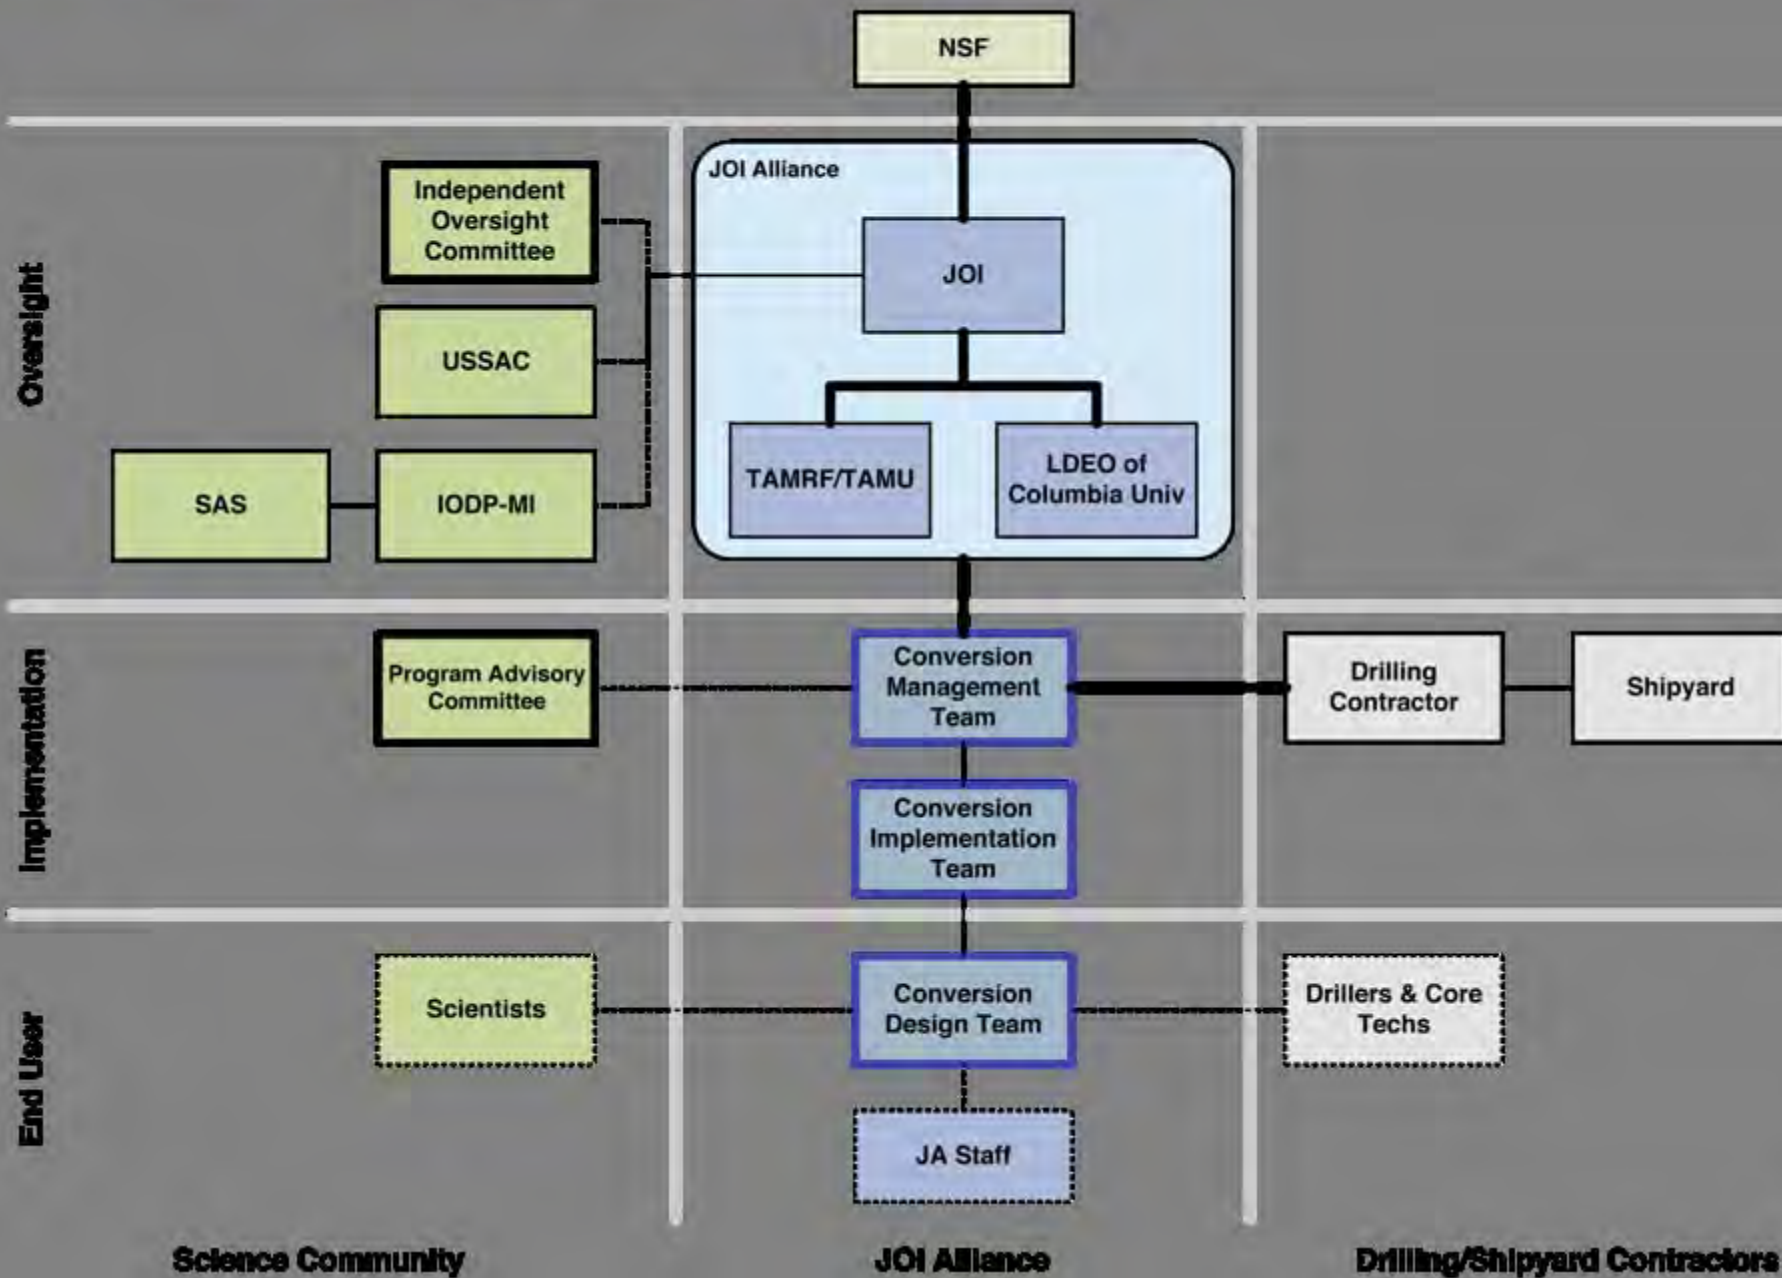 NSF
JOI Alliance
Independent
Oversight
Committee
JOI
Oversight
USSAC
TAMRF/TAMU
LDEO of
Columbia Univ
SAS
IODP-MI
Implementation
Program Advisory
Committee
Conversion
Management
Team
Drilling
Contractor
Shipyard
Conversion
Implementation
Team
End User
Scientists
Conversion
Design Team
Drillers & Core
Techs
JA Staff
Science Community
JOI Alliance
Drilling/Shipyard Contractors